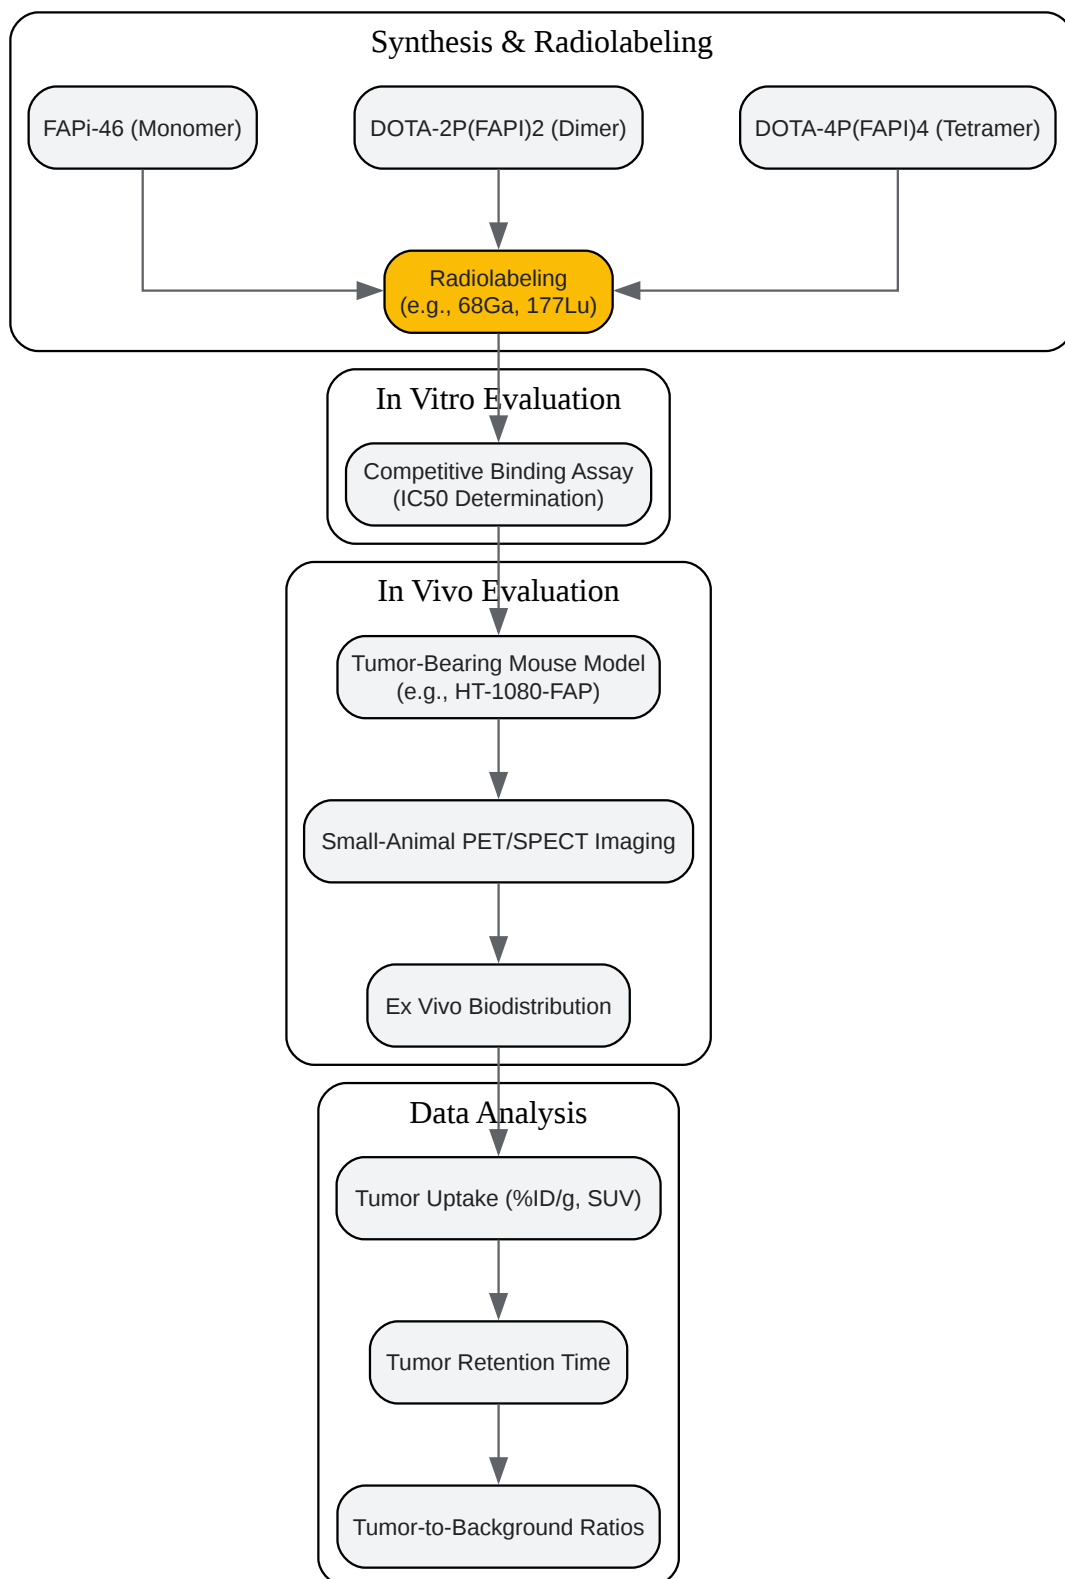 Synthesis & Radiolabeling
FAPi-46 (Monomer)
DOTA-2P(FAPI)2 (Dimer)
DOTA-4P(FAPI)4 (Tetramer)
Radiolabeling
(e.g., 68Ga, 177Lu)
In Vitro Evaluation
Competitive Binding Assay
(IC50 Determination)
In Vivo Evaluation
Tumor-Bearing Mouse Model
(e.g., HT-1080-FAP)
Small-Animal PET/SPECT Imaging
Ex Vivo Biodistribution
Data Analysis
Tumor Uptake (%ID/g, SUV)
Tumor Retention Time
Tumor-to-Background Ratios